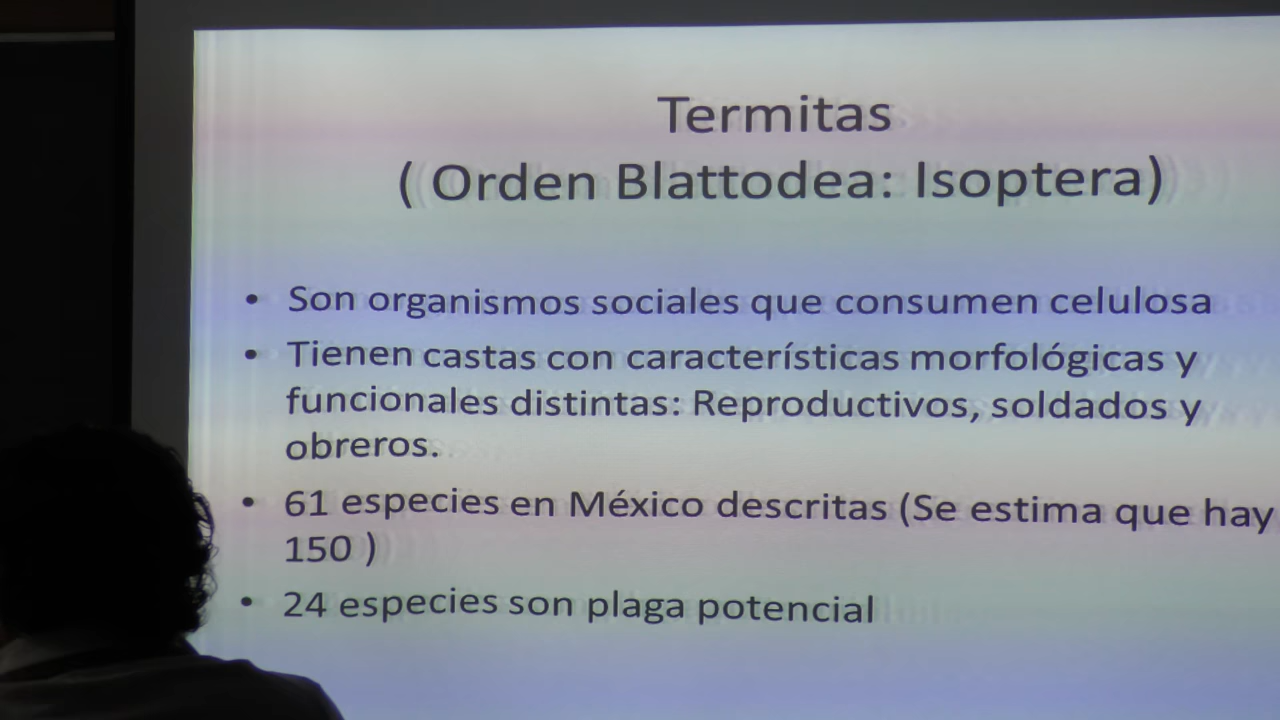 Termitas
( Orden Blattodea: Isoptera)
• Son organismos sociales que consumen celulosa
• Tienen castas con características morfológicas y
funcionales distintas: Reproductivos, soldados y
obreros.
• 61 especies en México descritas (Se estima que hay
150 )
• 24 especies son plaga potencial